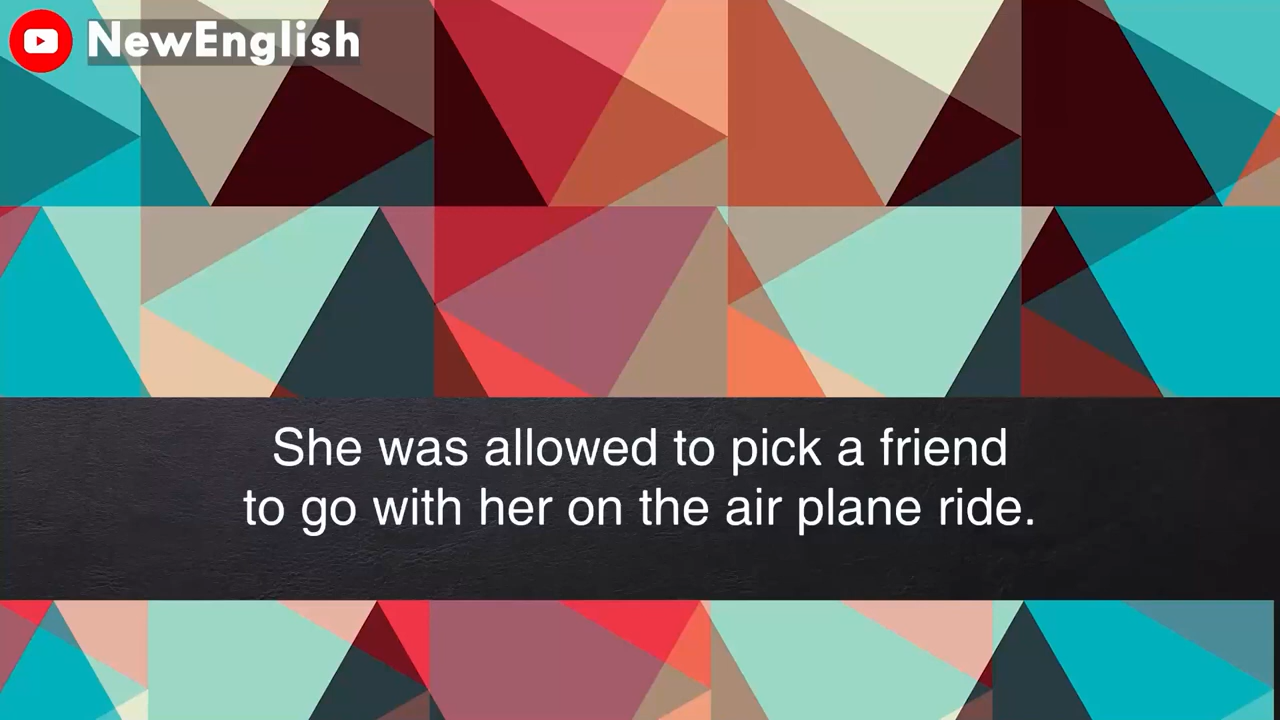 NewEnglish
She was allowed to pick a friend
to go with her on the air plane ride.